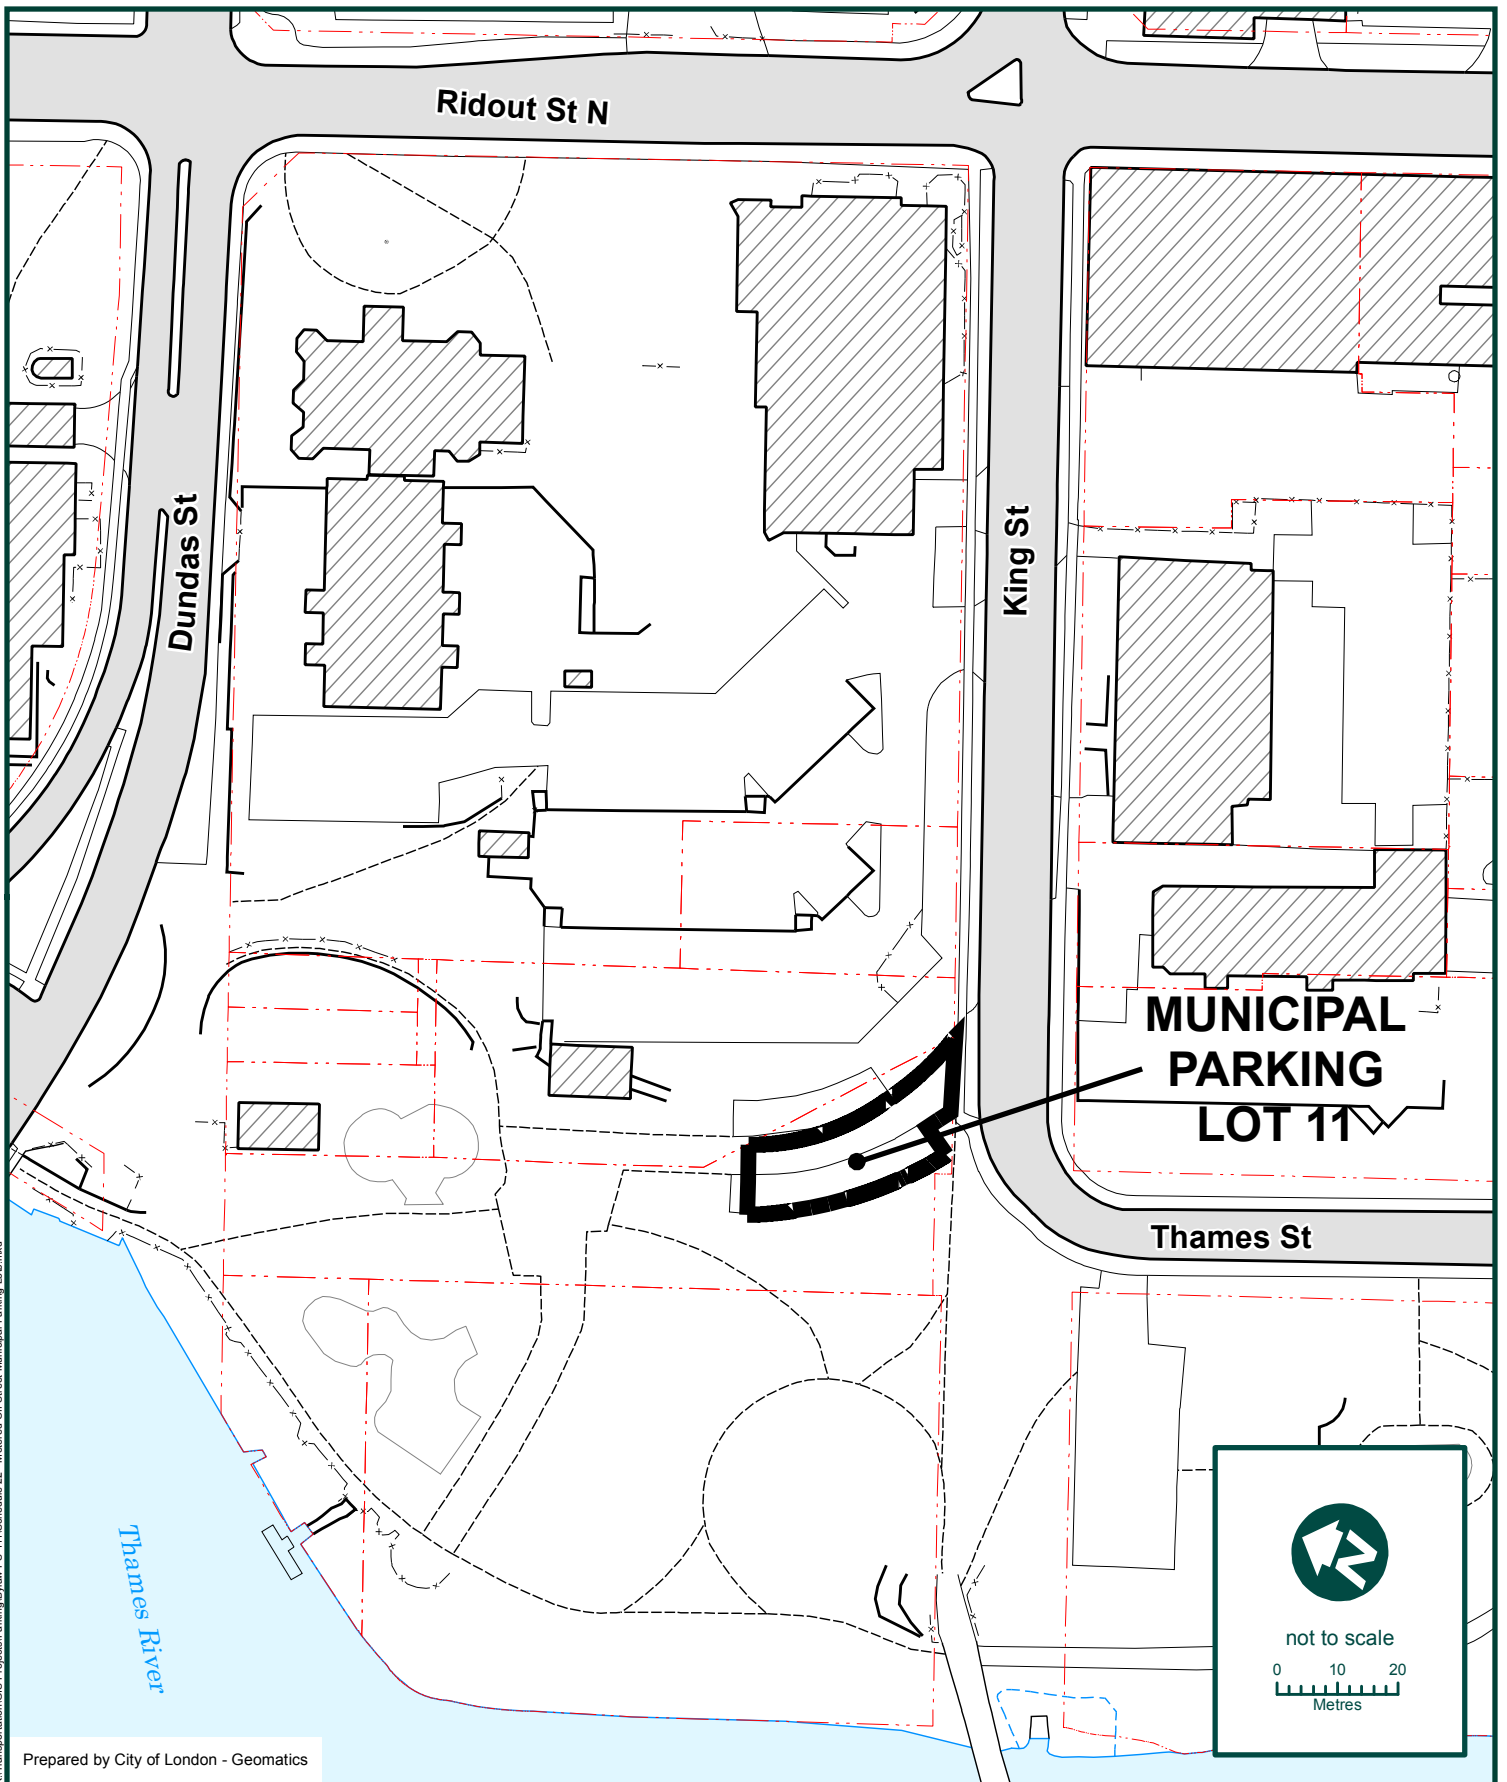 Ridout St N
Dundas St
King St
MUNICIPAL
PARKING
LOT 11
Thames St
Thames River
N
not to scale
0 10 20
Metres
Prepared by City of London - Geomatics